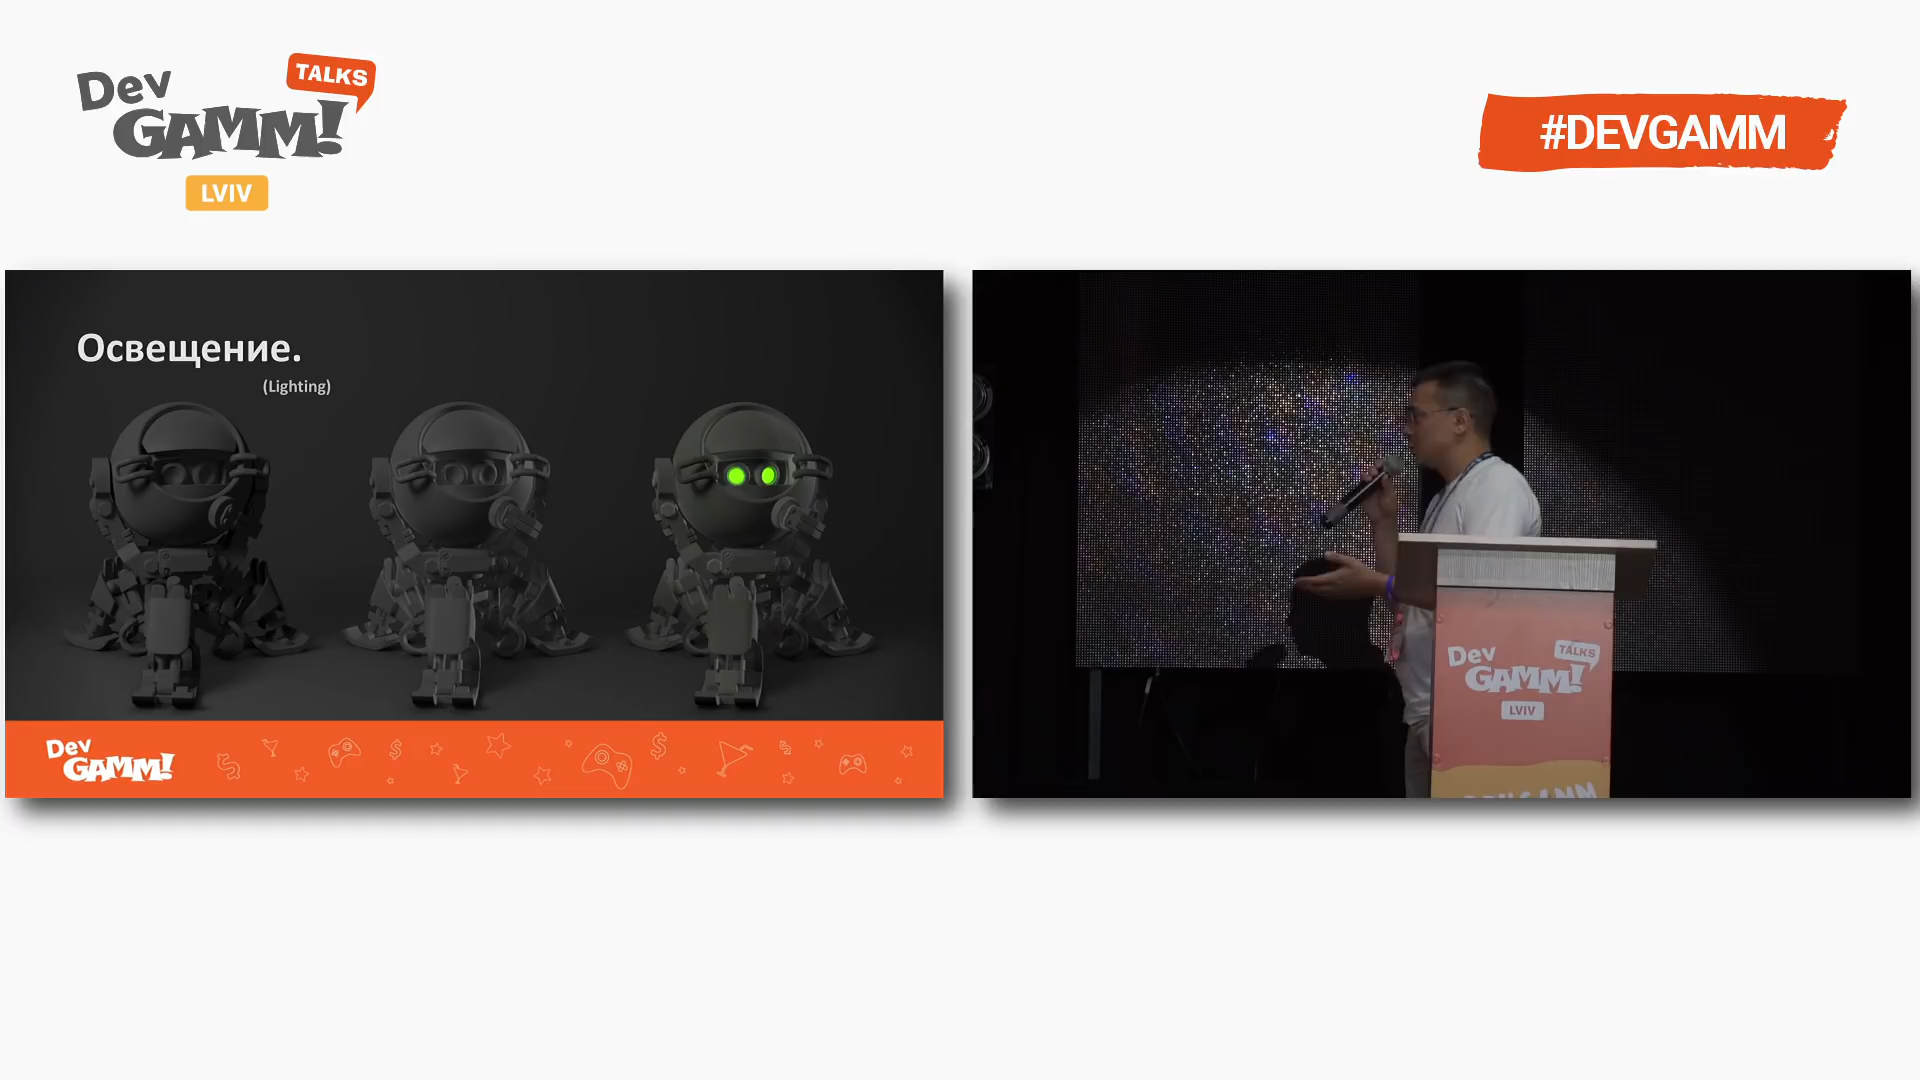 Dev
TALKS
GAMM!
LVIV
#DEVGAMM
Освещение.
(Lighting)
Dev
GAMM!
Dev
TALKS
GAMM!
LVIV